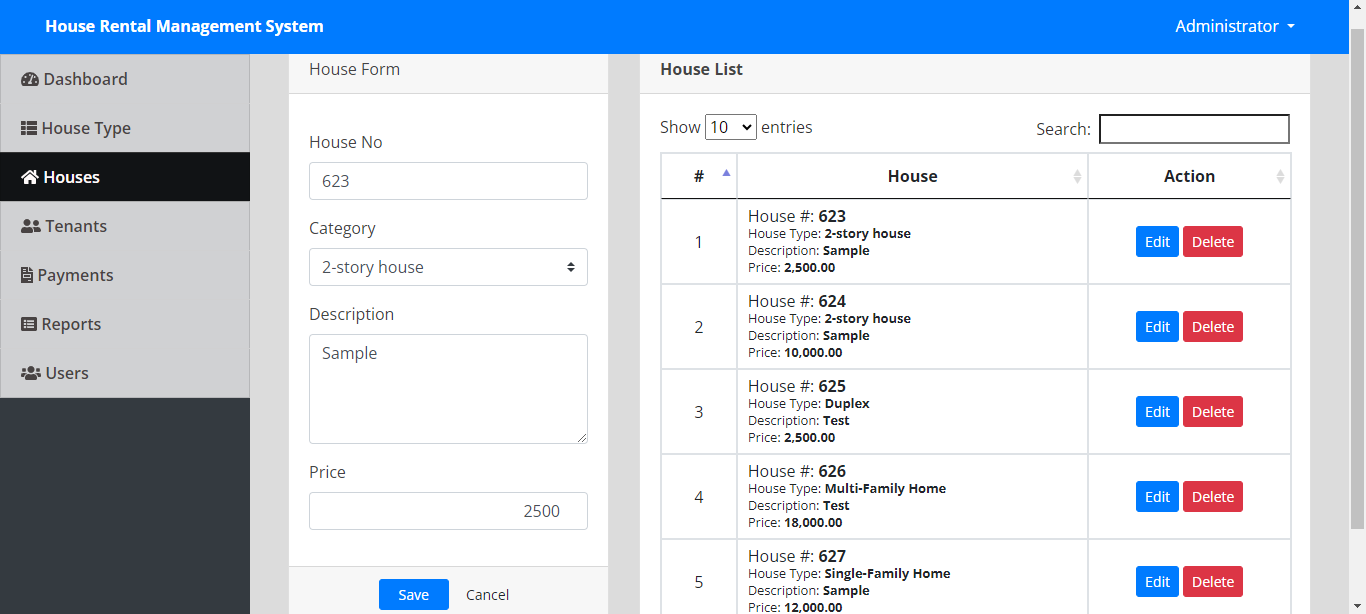 House Rental Management System
Administrator
Dashboard
House Type
Houses
Tenants
Payments
Reports
Users
House Form
House No
623
Category
2-story house
Description
Sample
Price
2500
Save Cancel
House List
Show 10 entries
Search:
# House Action
1
House #: 623
House Type: 2-story house
Description: Sample
Price: 2,500.00
Edit Delete
2
House #: 624
House Type: 2-story house
Description: Sample
Price: 10,000.00
Edit Delete
3
House #: 625
House Type: Duplex
Description: Test
Price: 2,500.00
Edit Delete
4
House #: 626
House Type: Multi-Family Home
Description: Test
Price: 18,000.00
Edit Delete
5
House #: 627
House Type: Single-Family Home
Description: Sample
Price: 12,000.00
Edit Delete